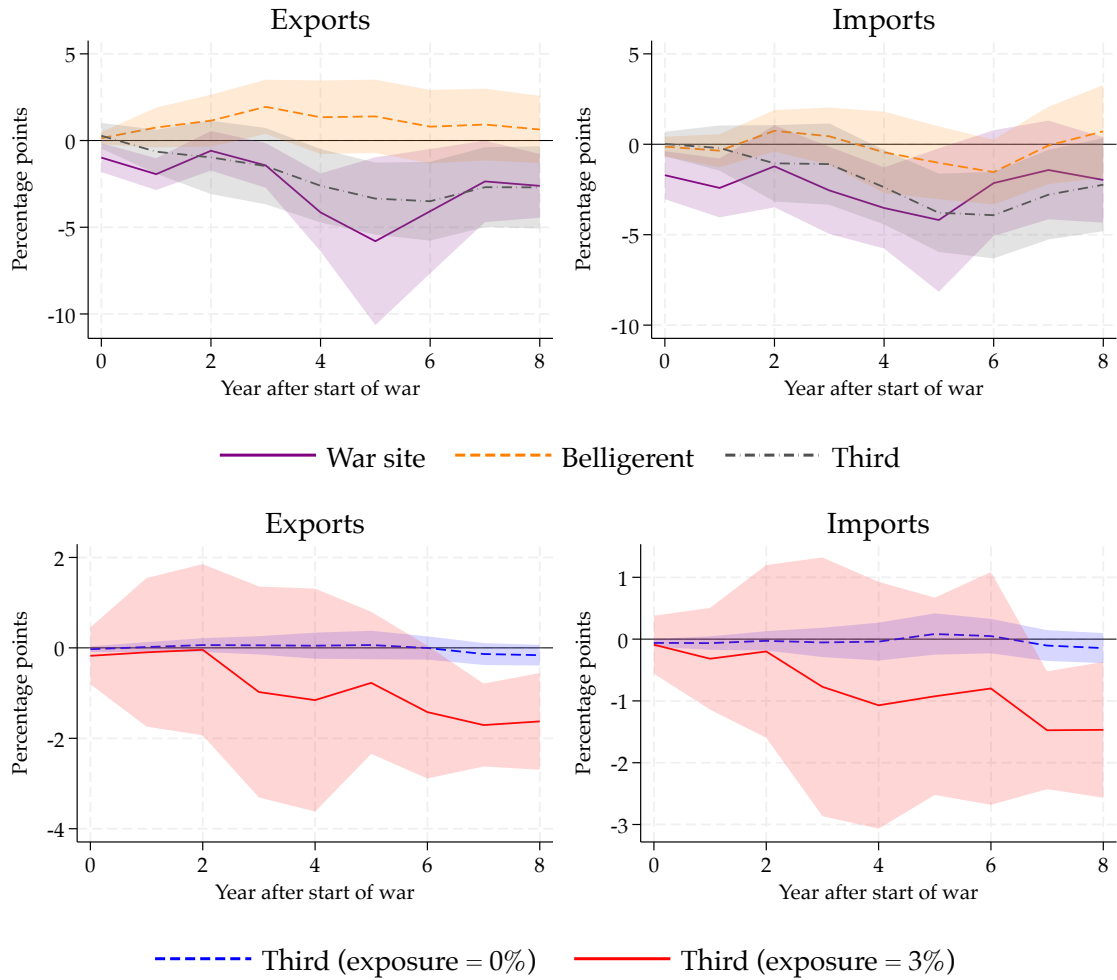 Exports
Imports
5
0
-5
-10
Percentage points
0 2 4 6 8
Year after start of war
5
0
-5
-10
Percentage points
0 2 4 6 8
Year after start of war
War site Belligerent Third
Exports
Imports
2
0
-2
-4
Percentage points
0 2 4 6 8
Year after start of war
1
0
-1
-2
-3
Percentage points
0 2 4 6 8
Year after start of war
Third (exposure = 0%) Third (exposure = 3%)